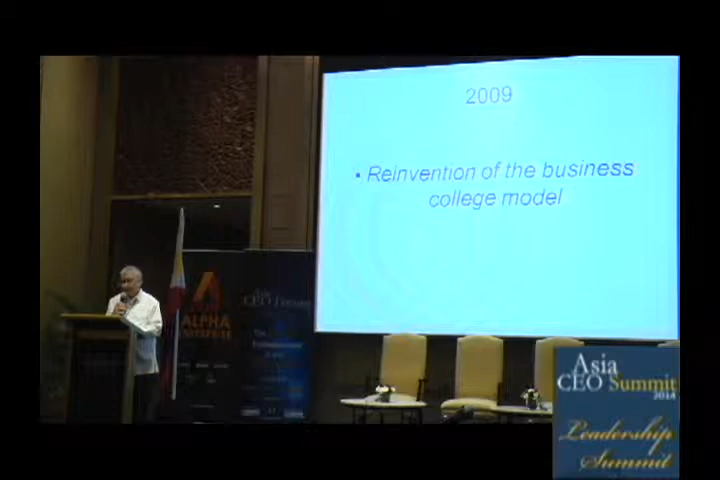 2009
• Reinvention of the business
college model
ALPHA
Asia
CEO Forum
Asia
CEO Summit
2014
Leadership
Summit